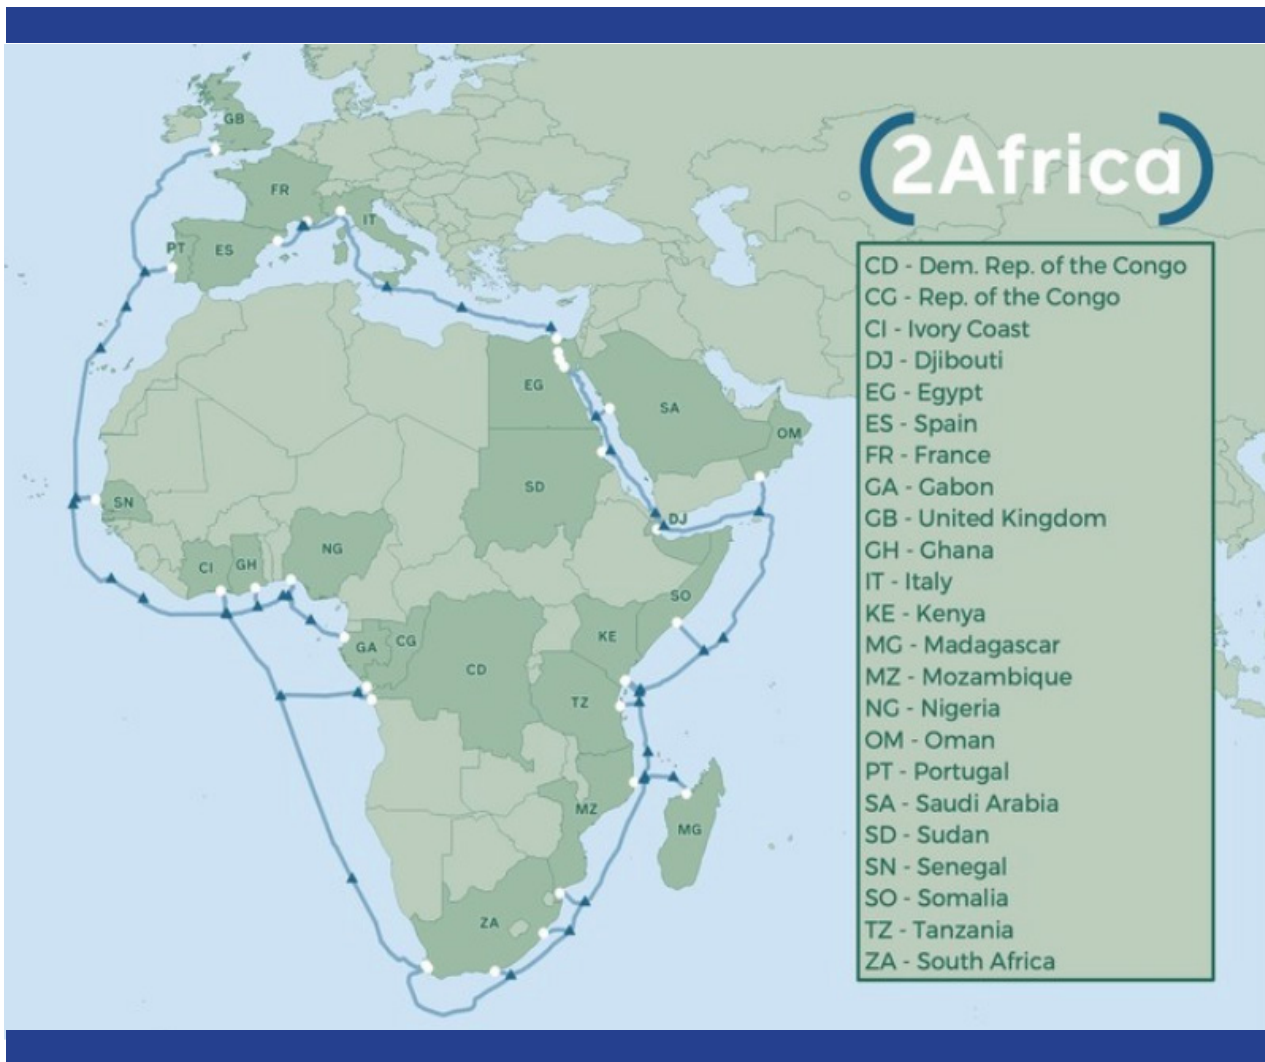 GB
FR
IT
PT
ES
EG
SA
OM
SN
SD
DJ
CI
GH
NG
SO
GA
CG
KE
CD
TZ
MZ
MG
ZA
(2Africa)
CD - Dem. Rep. of the Congo
CG - Rep. of the Congo
CI - Ivory Coast
DJ - Djibouti
EG - Egypt
ES - Spain
FR - France
GA - Gabon
GB - United Kingdom
GH - Ghana
IT - Italy
KE - Kenya
MG - Madagascar
MZ - Mozambique
NG - Nigeria
OM - Oman
PT - Portugal
SA - Saudi Arabia
SD - Sudan
SN - Senegal
SO - Somalia
TZ - Tanzania
ZA - South Africa